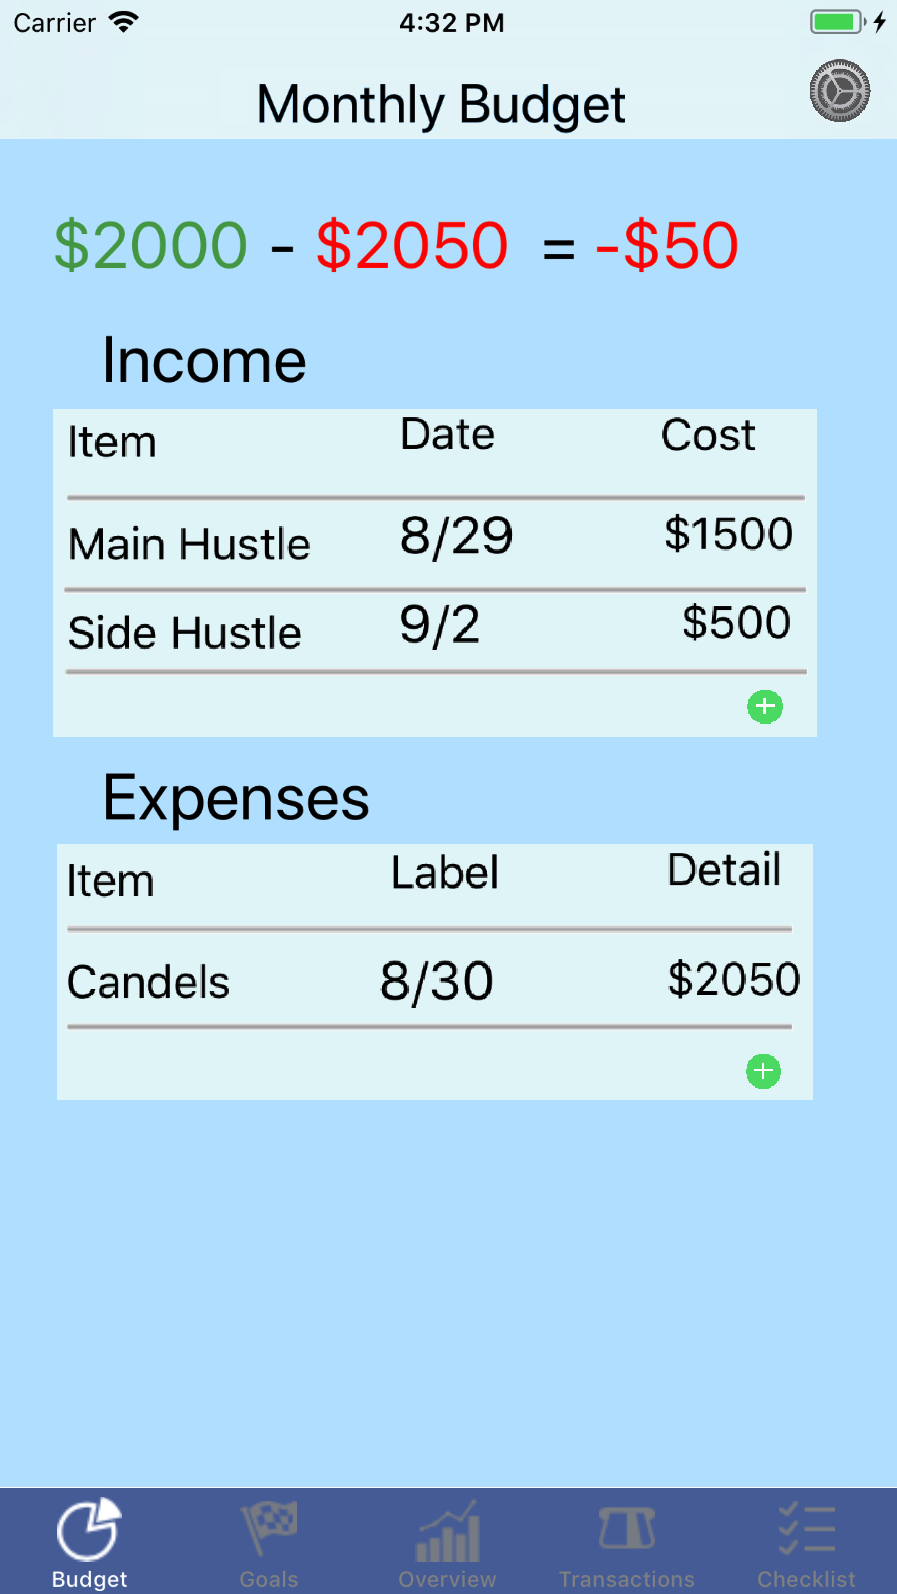 Carrier 4:32 PM
Monthly Budget
$2000 - $2050 = -$50
Income
Item Date Cost
Main Hustle 8/29 $1500
Side Hustle 9/2 $500
Expenses
Item Label Detail
Candels 8/30 $2050
Budget Goals Overview Transactions Checklist